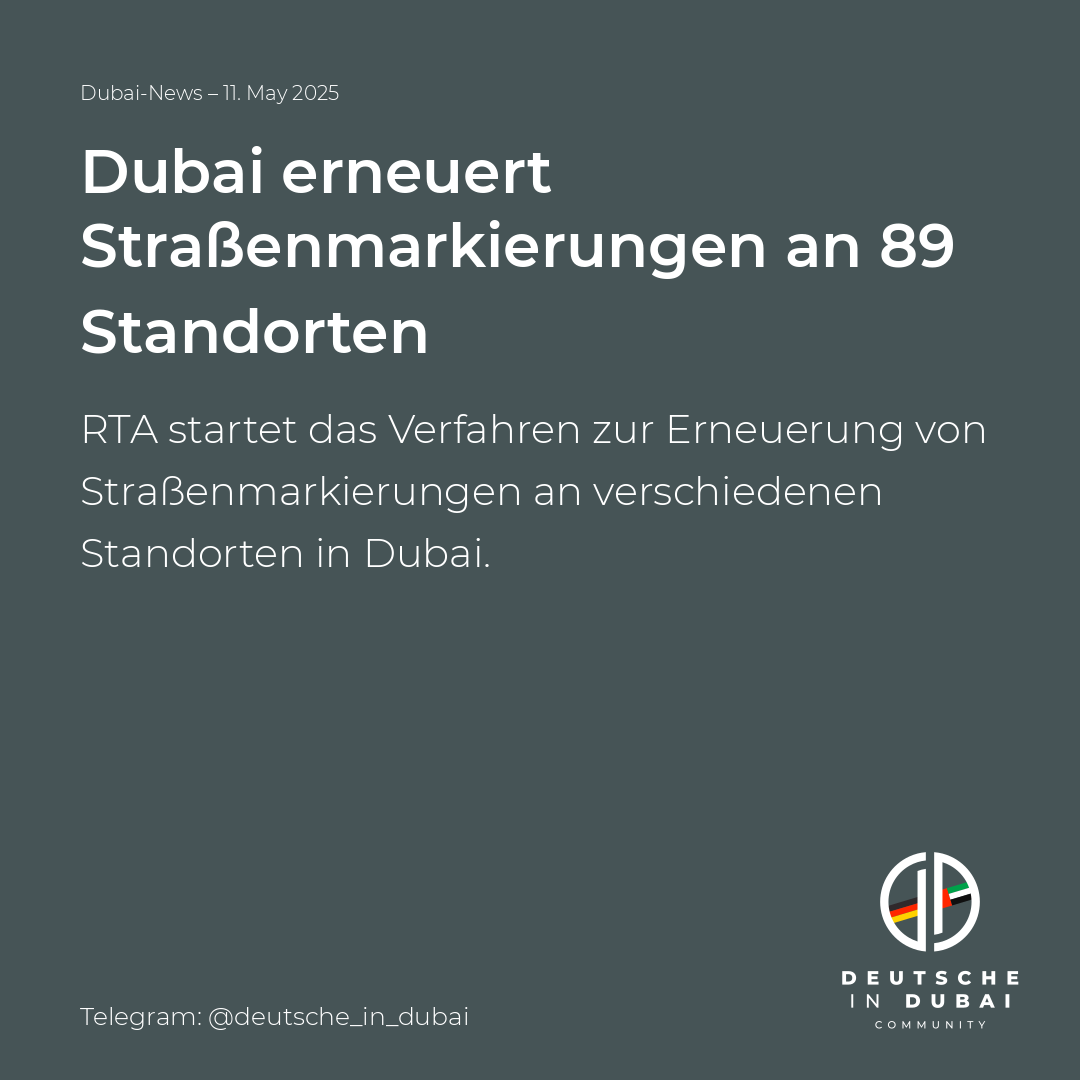 Dubai-News – 11. May 2025
Dubai erneuert
Straßenmarkierungen an 89
Standorten
RTA startet das Verfahren zur Erneuerung von
Straßenmarkierungen an verschiedenen
Standorten in Dubai.
DEUTSCHE
IN DUBAI
COMMUNITY
Telegram: @deutsche_in_dubai